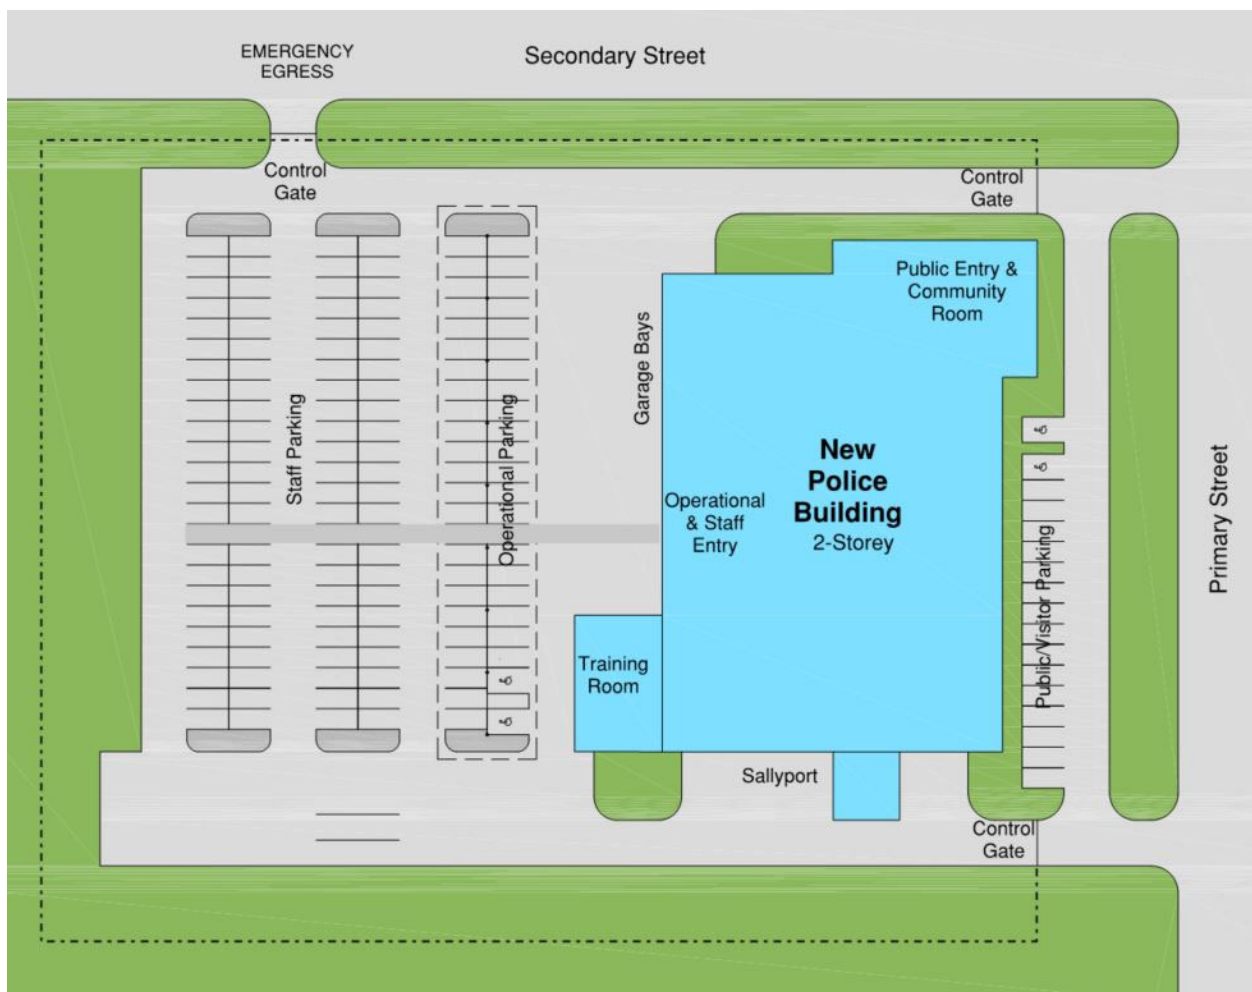 EMERGENCY
EGRESS
Secondary Street
Control
Gate
Control
Gate
Public Entry &
Community
Room
Garage Bays
Staff Parking
Operational Parking
New
Police
Building
2-Storey
Operational
& Staff
Entry
Public/Visitor Parking
Primary Street
Training
Room
Sallyport
Control
Gate